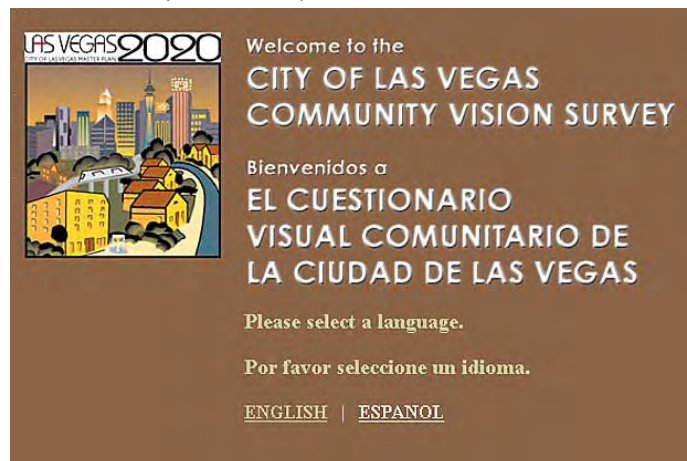 LAS VEGAS 2020
CITY OF LAS VEGAS MASTER PLAN
Welcome to the
CITY OF LAS VEGAS
COMMUNITY VISION SURVEY
Bienvenidos a
EL CUESTIONARIO
VISUAL COMUNITARIO DE
LA CIUDAD DE LAS VEGAS
Please select a language.
Por favor seleccione un idioma.
ENGLISH | ESPANOL